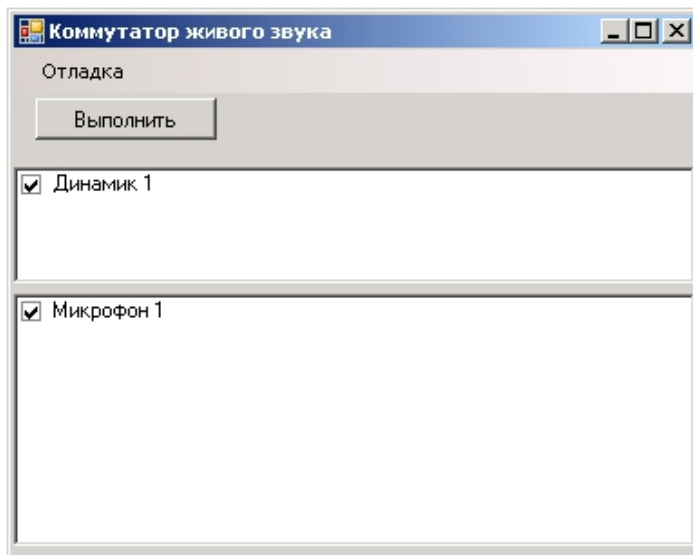 Коммутатор живого звука
Отладка
Выполнить
Динамик 1
Микрофон 1